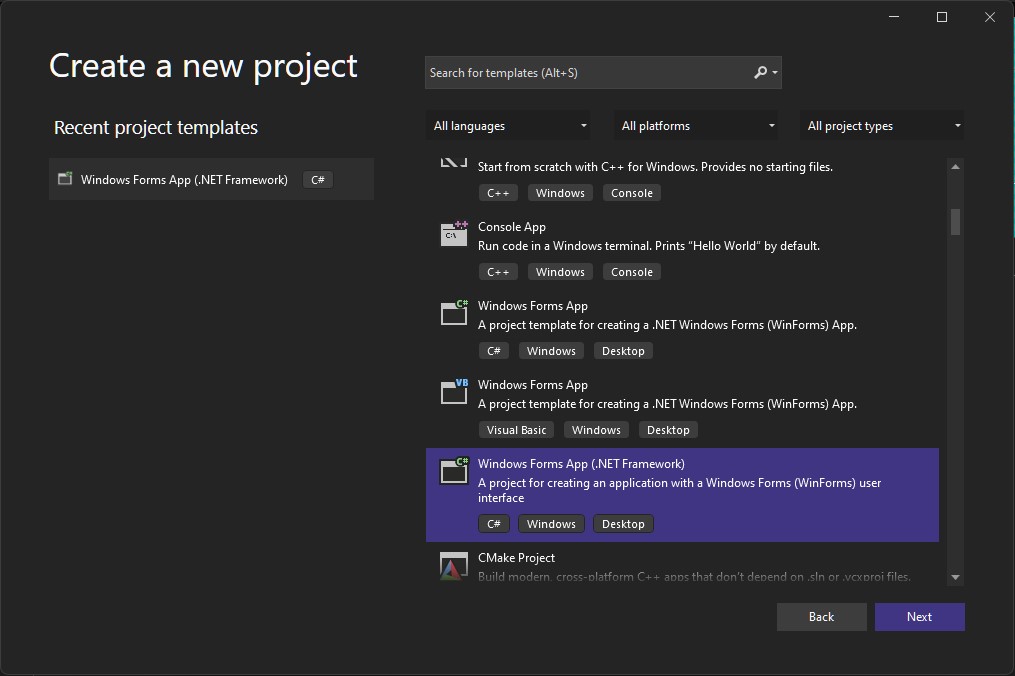 Create a new project
Search for templates (Alt+S)
Recent project templates
All languages
All platforms
All project types
Windows Forms App (.NET Framework)
C#
Start from scratch with C++ for Windows. Provides no starting files.
C++
Windows
Console
++
C:\
Console App
Run code in a Windows terminal. Prints “Hello World” by default.
C++
Windows
Console
C#
Windows Forms App
A project template for creating a .NET Windows Forms (WinForms) App.
C#
Windows
Desktop
VB
Windows Forms App
A project template for creating a .NET Windows Forms (WinForms) App.
Visual Basic
Windows
Desktop
C#
Windows Forms App (.NET Framework)
A project for creating an application with a Windows Forms (WinForms) user
interface
C#
Windows
Desktop
CMake Project
Build modern, cross-platform C++ apps that don’t depend on .sln or .vcxproj files.
Back
Next